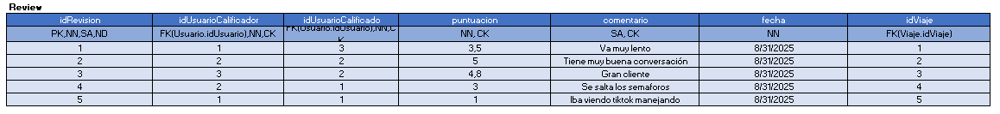 Review
idRevision idUsuarioCalificador idUsuarioCalificado puntuacion comentario fecha idViaje
PK,NN,SA,ND FK(Usuario.idUsuario),NN,CK FK(Usuario.idUsuario),NN,CK NN, CK SA, CK NN FK(Viaje.idViaje)
1 1 3 3,5 Va muy lento 8/31/2025 1
2 2 2 5 Tiene muy buena conversación 8/31/2025 2
3 3 2 4,8 Gran cliente 8/31/2025 3
4 2 1 3 Se salta los semaforos 8/31/2025 4
5 1 1 1 Iba viendo tiktok manejando 8/31/2025 5